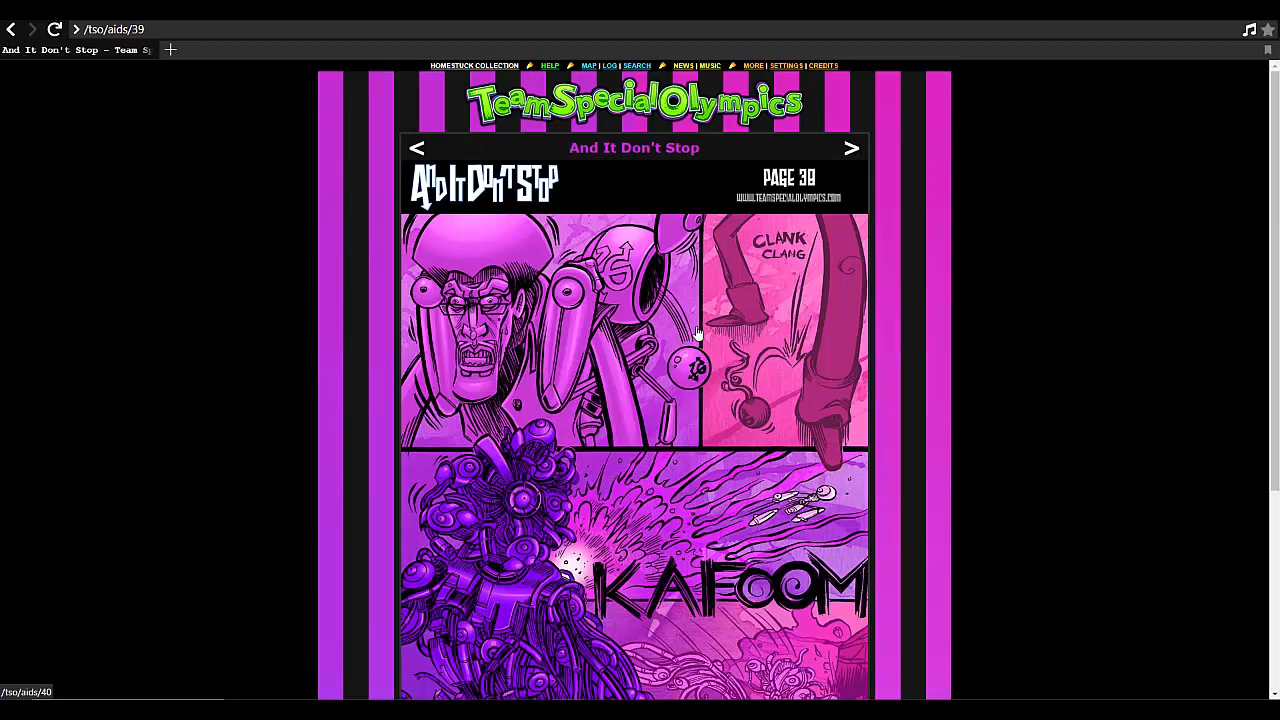 /tso/aids/39
And It Don't Stop - Team Sp
HOMESTUCK COLLECTION HELP MAP | LOG | SEARCH NEWS | MUSIC MORE | SETTINGS | CREDITS
TeamSpecialOlympics
< And It Don't Stop >
And It Don't Stop
PAGE 38
WWW.TEAMSPECIALOLYMPICS.COM
CLANK
CLANG
KAFOOM
/tso/aids/40